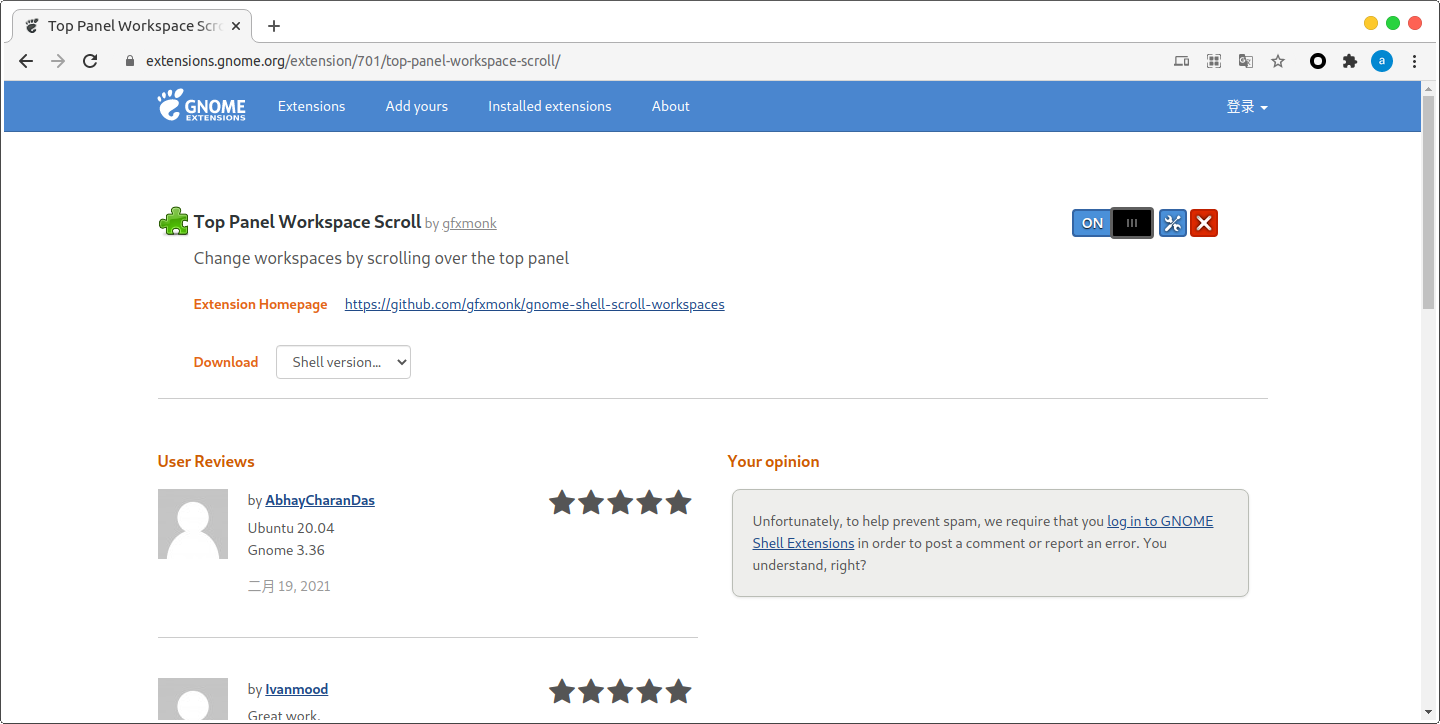 Top Panel Workspace Scro
extensions.gnome.org/extension/701/top-panel-workspace-scroll/
a
GNOME
EXTENSIONS
Extensions
Add yours
Installed extensions
About
登录
Top Panel Workspace Scroll by gfxmonk
ON
Change workspaces by scrolling over the top panel
Extension Homepage https://github.com/gfxmonk/gnome-shell-scroll-workspaces
Download Shell version...
User Reviews
by AbhayCharanDas
Ubuntu 20.04
Gnome 3.36
二月 19, 2021
by Ivanmood
Great work.
Your opinion
Unfortunately, to help prevent spam, we require that you log in to GNOME
Shell Extensions in order to post a comment or report an error. You
understand, right?